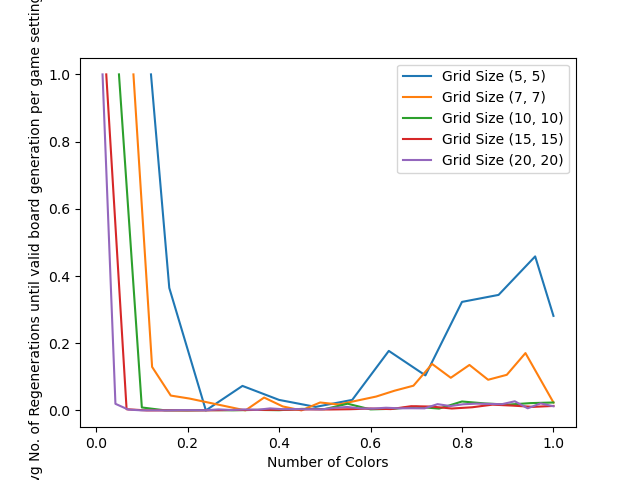 vg No. of Regenerations until valid board generation per game setting
1.0
0.8
0.6
0.4
0.2
0.0
Grid Size (5, 5)
Grid Size (7, 7)
Grid Size (10, 10)
Grid Size (15, 15)
Grid Size (20, 20)
0.0 0.2 0.4 0.6 0.8 1.0
Number of Colors